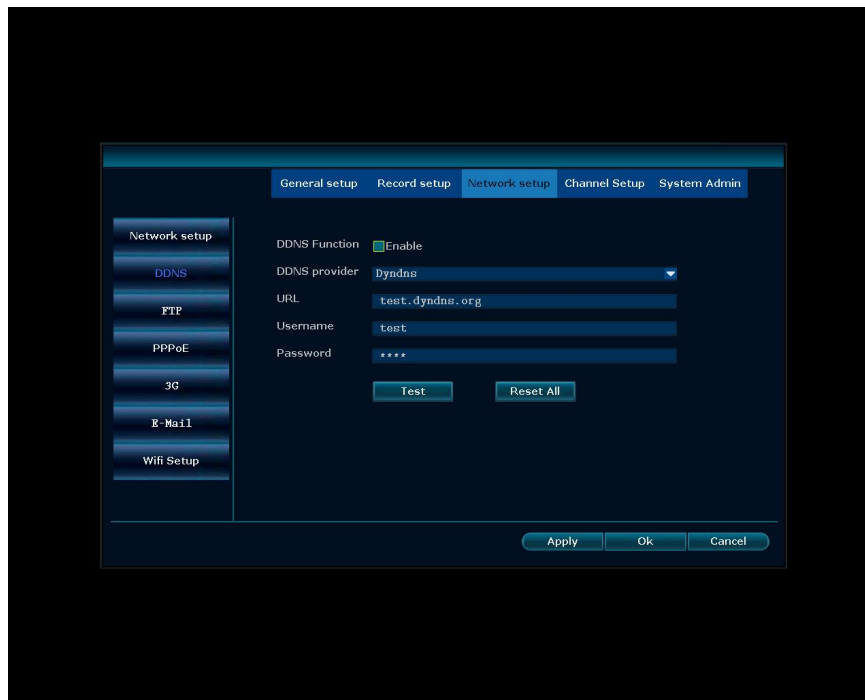 General setup Record setup Network setup Channel Setup System Admin
Network setup
DDNS
FTP
PPPoE
3G
E-Mail
Wifi Setup
DDNS Function Enable
DDNS provider Dyndns
URL test.dyndns.org
Username test
Password ****
Test Reset All
Apply Ok Cancel